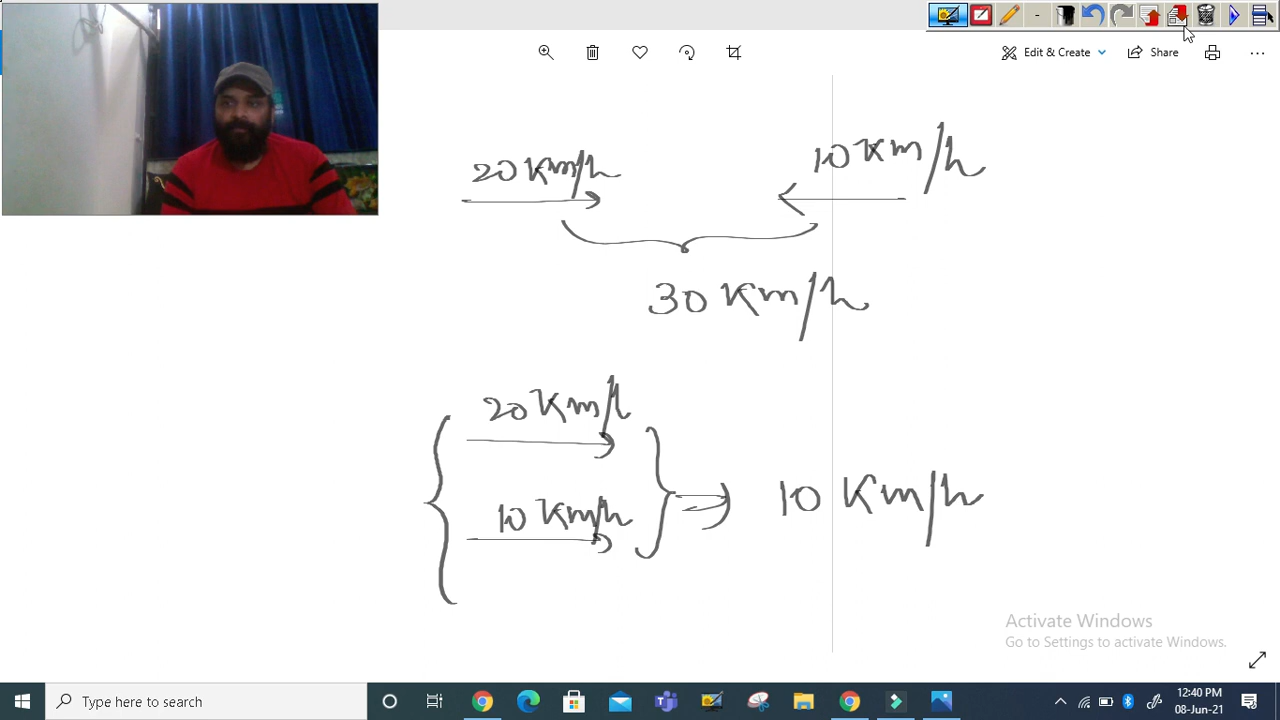 Edit & Create
Share
20 Km/h
10 Km/h
30 Km/h
20 Km/h
10 Km/h
10 Km/h
Activate Windows
Go to Settings to activate Windows.
Type here to search
12:40 PM
08-Jun-21